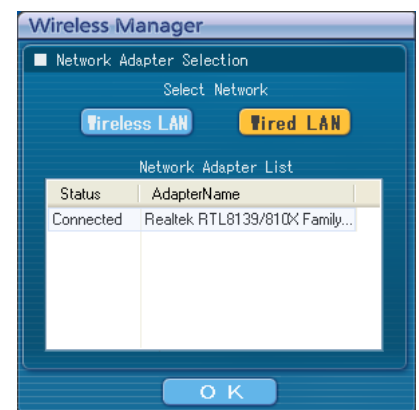 Wireless Manager
Network Adapter Selection
Select Network
Wireless LAN Wired LAN
Network Adapter List
Status AdapterName
Connected Realtek RTL8139/810X Family...
O K